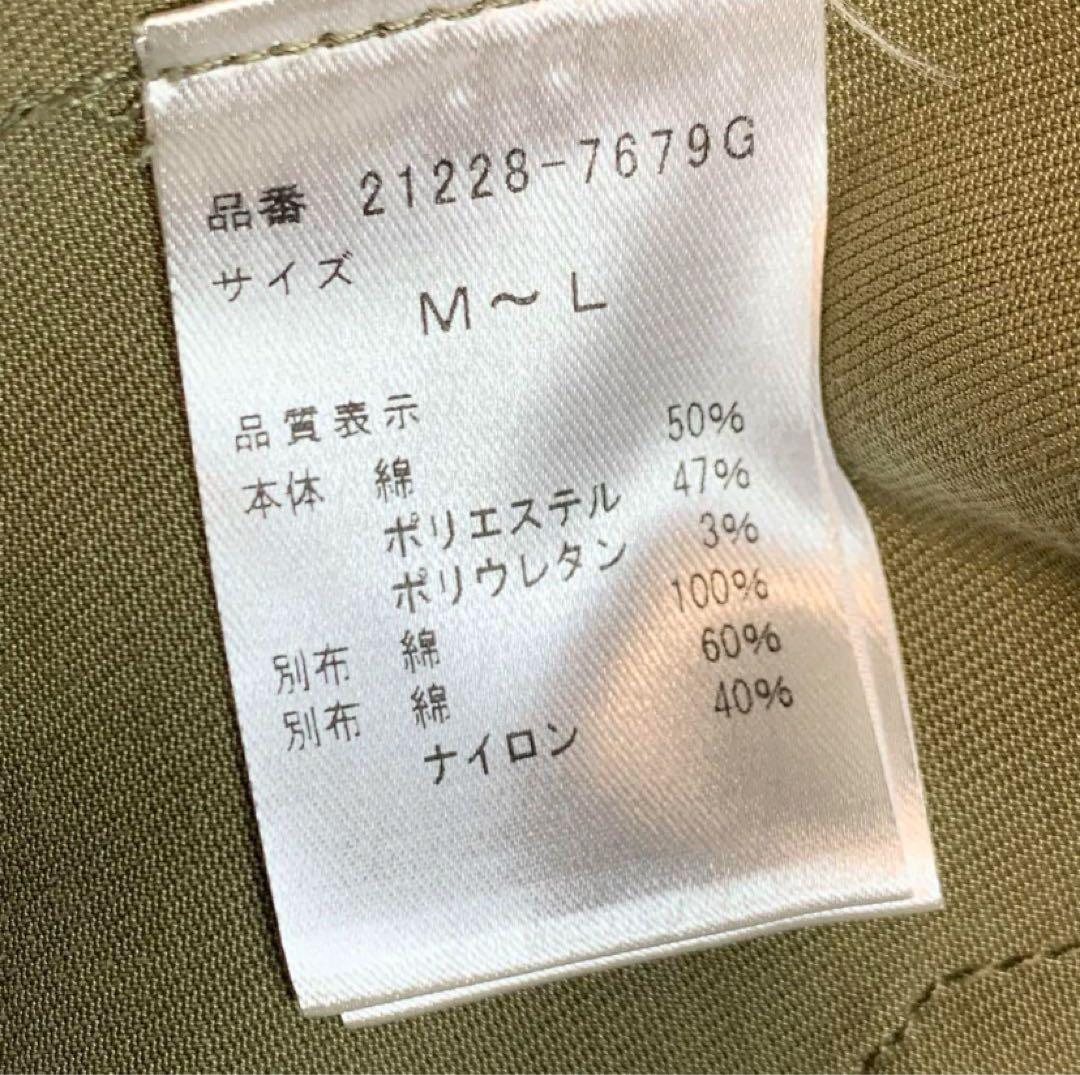 品番 21228-7679G
サイズ
M～L
品質表示
本体 綿 50%
ポリエステル 47%
ポリウレタン 3%
別布 綿 100%
別布 綿 60%
ナイロン 40%